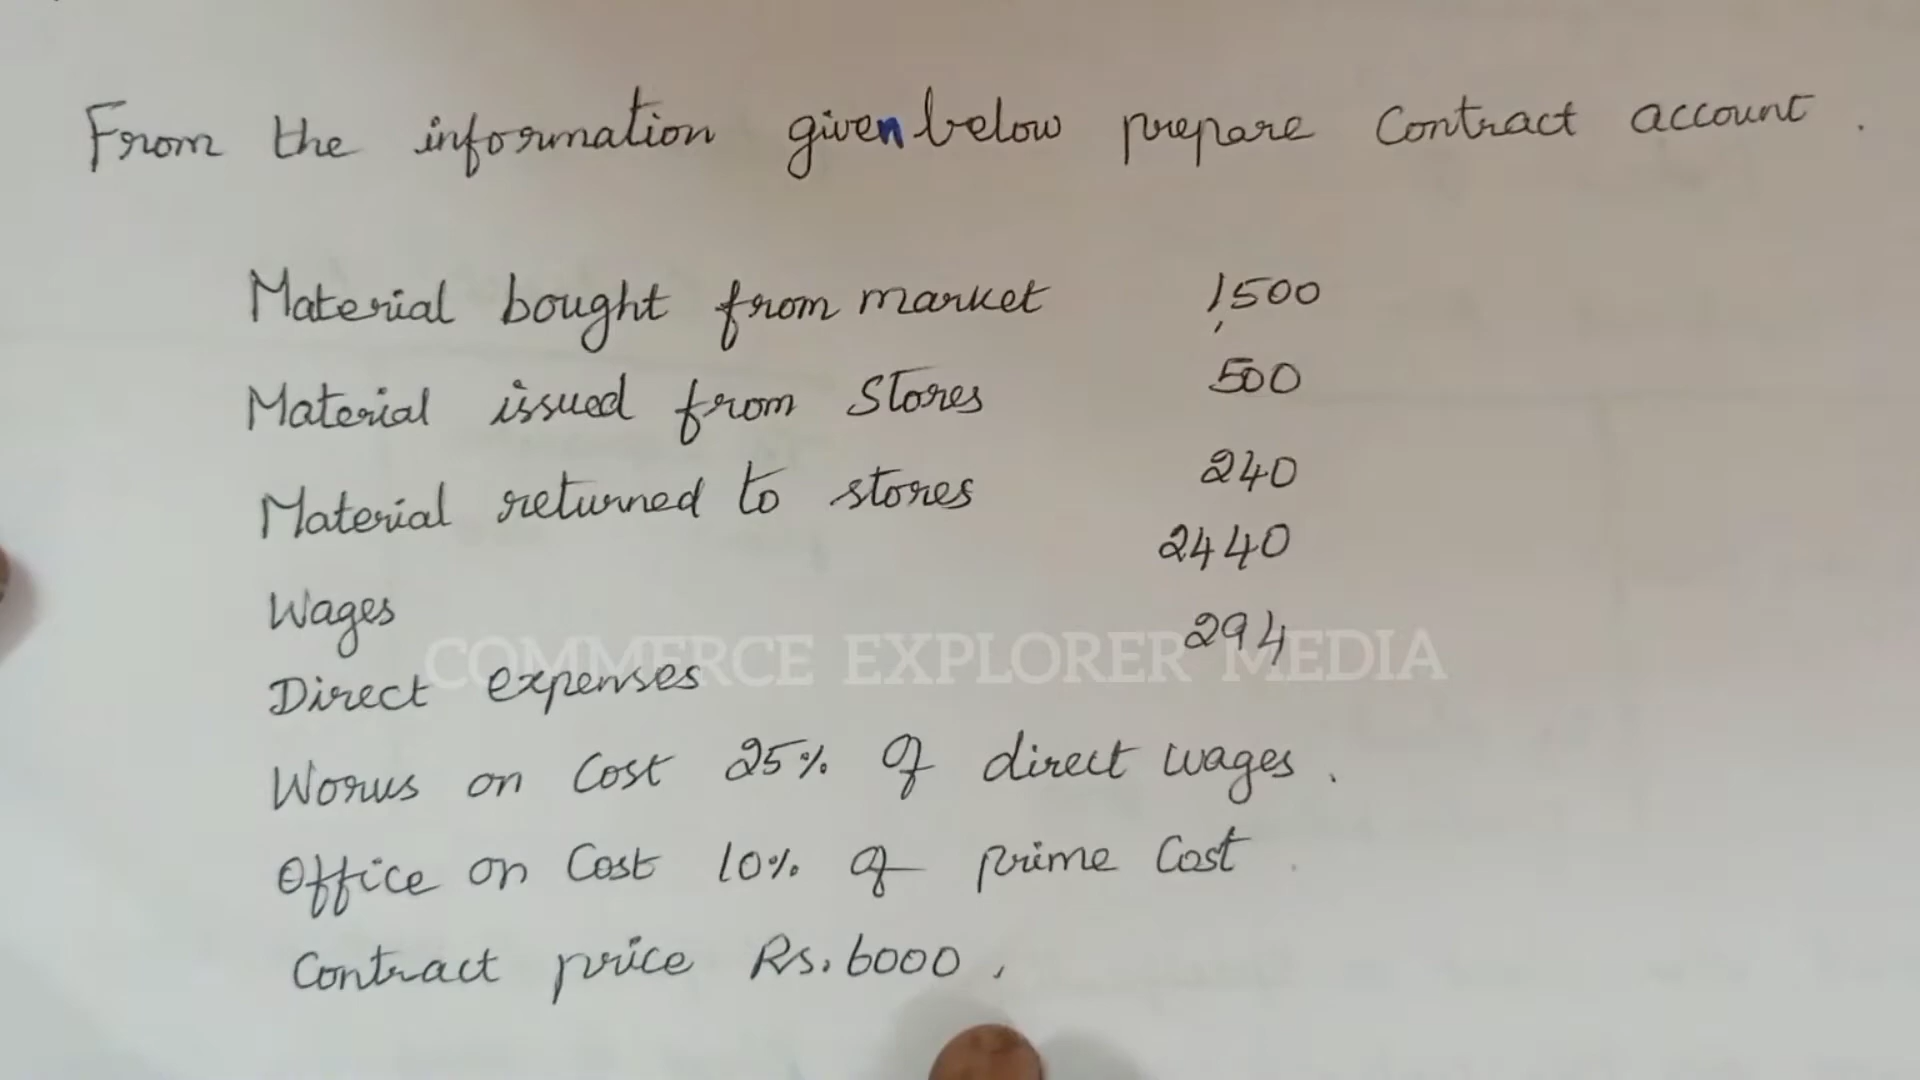 From the information given below prepare Contract account .
Material bought from market 1,500
Material issued from Stores 500
Material returned to stores 240
Wages 2440
Direct expenses 294
COMMERCE EXPLORER MEDIA
Works on Cost 25% of direct wages .
Office on Cost 10% of prime Cost .
Contract price Rs. 6000 .